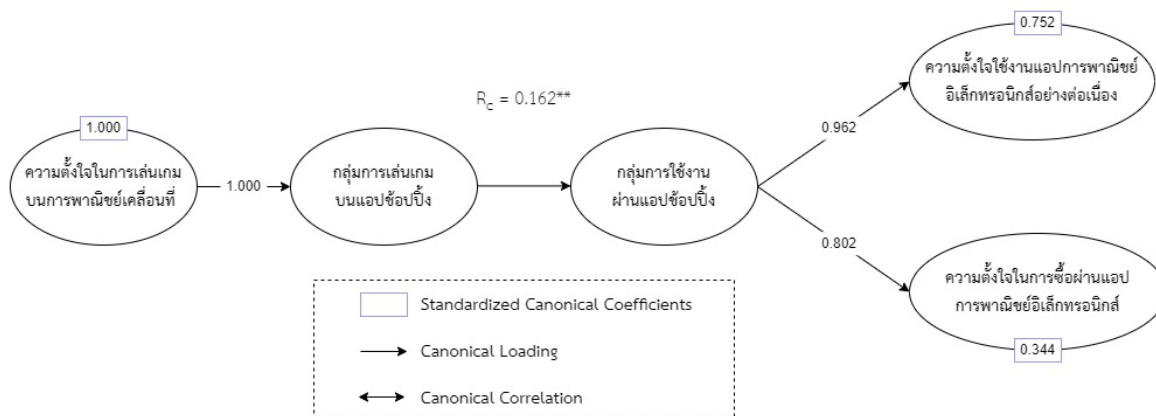 0.752
ความตั้งใจใช้งานแอปการพาณิชย์
อิเล็กทรอนิกส์อย่างต่อเนื่อง
R_c = 0.162**
1.000
0.962
ความตั้งใจในการเล่นเกม
บนการพาณิชย์เคลื่อนที่
1.000
กลุ่มการเล่นเกม
บนแอปช้อปปิ้ง
กลุ่มการใช้งาน
ผ่านแอปช้อปปิ้ง
0.802
ความตั้งใจในการซื้อผ่านแอป
การพาณิชย์อิเล็กทรอนิกส์
0.344
Standardized Canonical Coefficients
Canonical Loading
Canonical Correlation